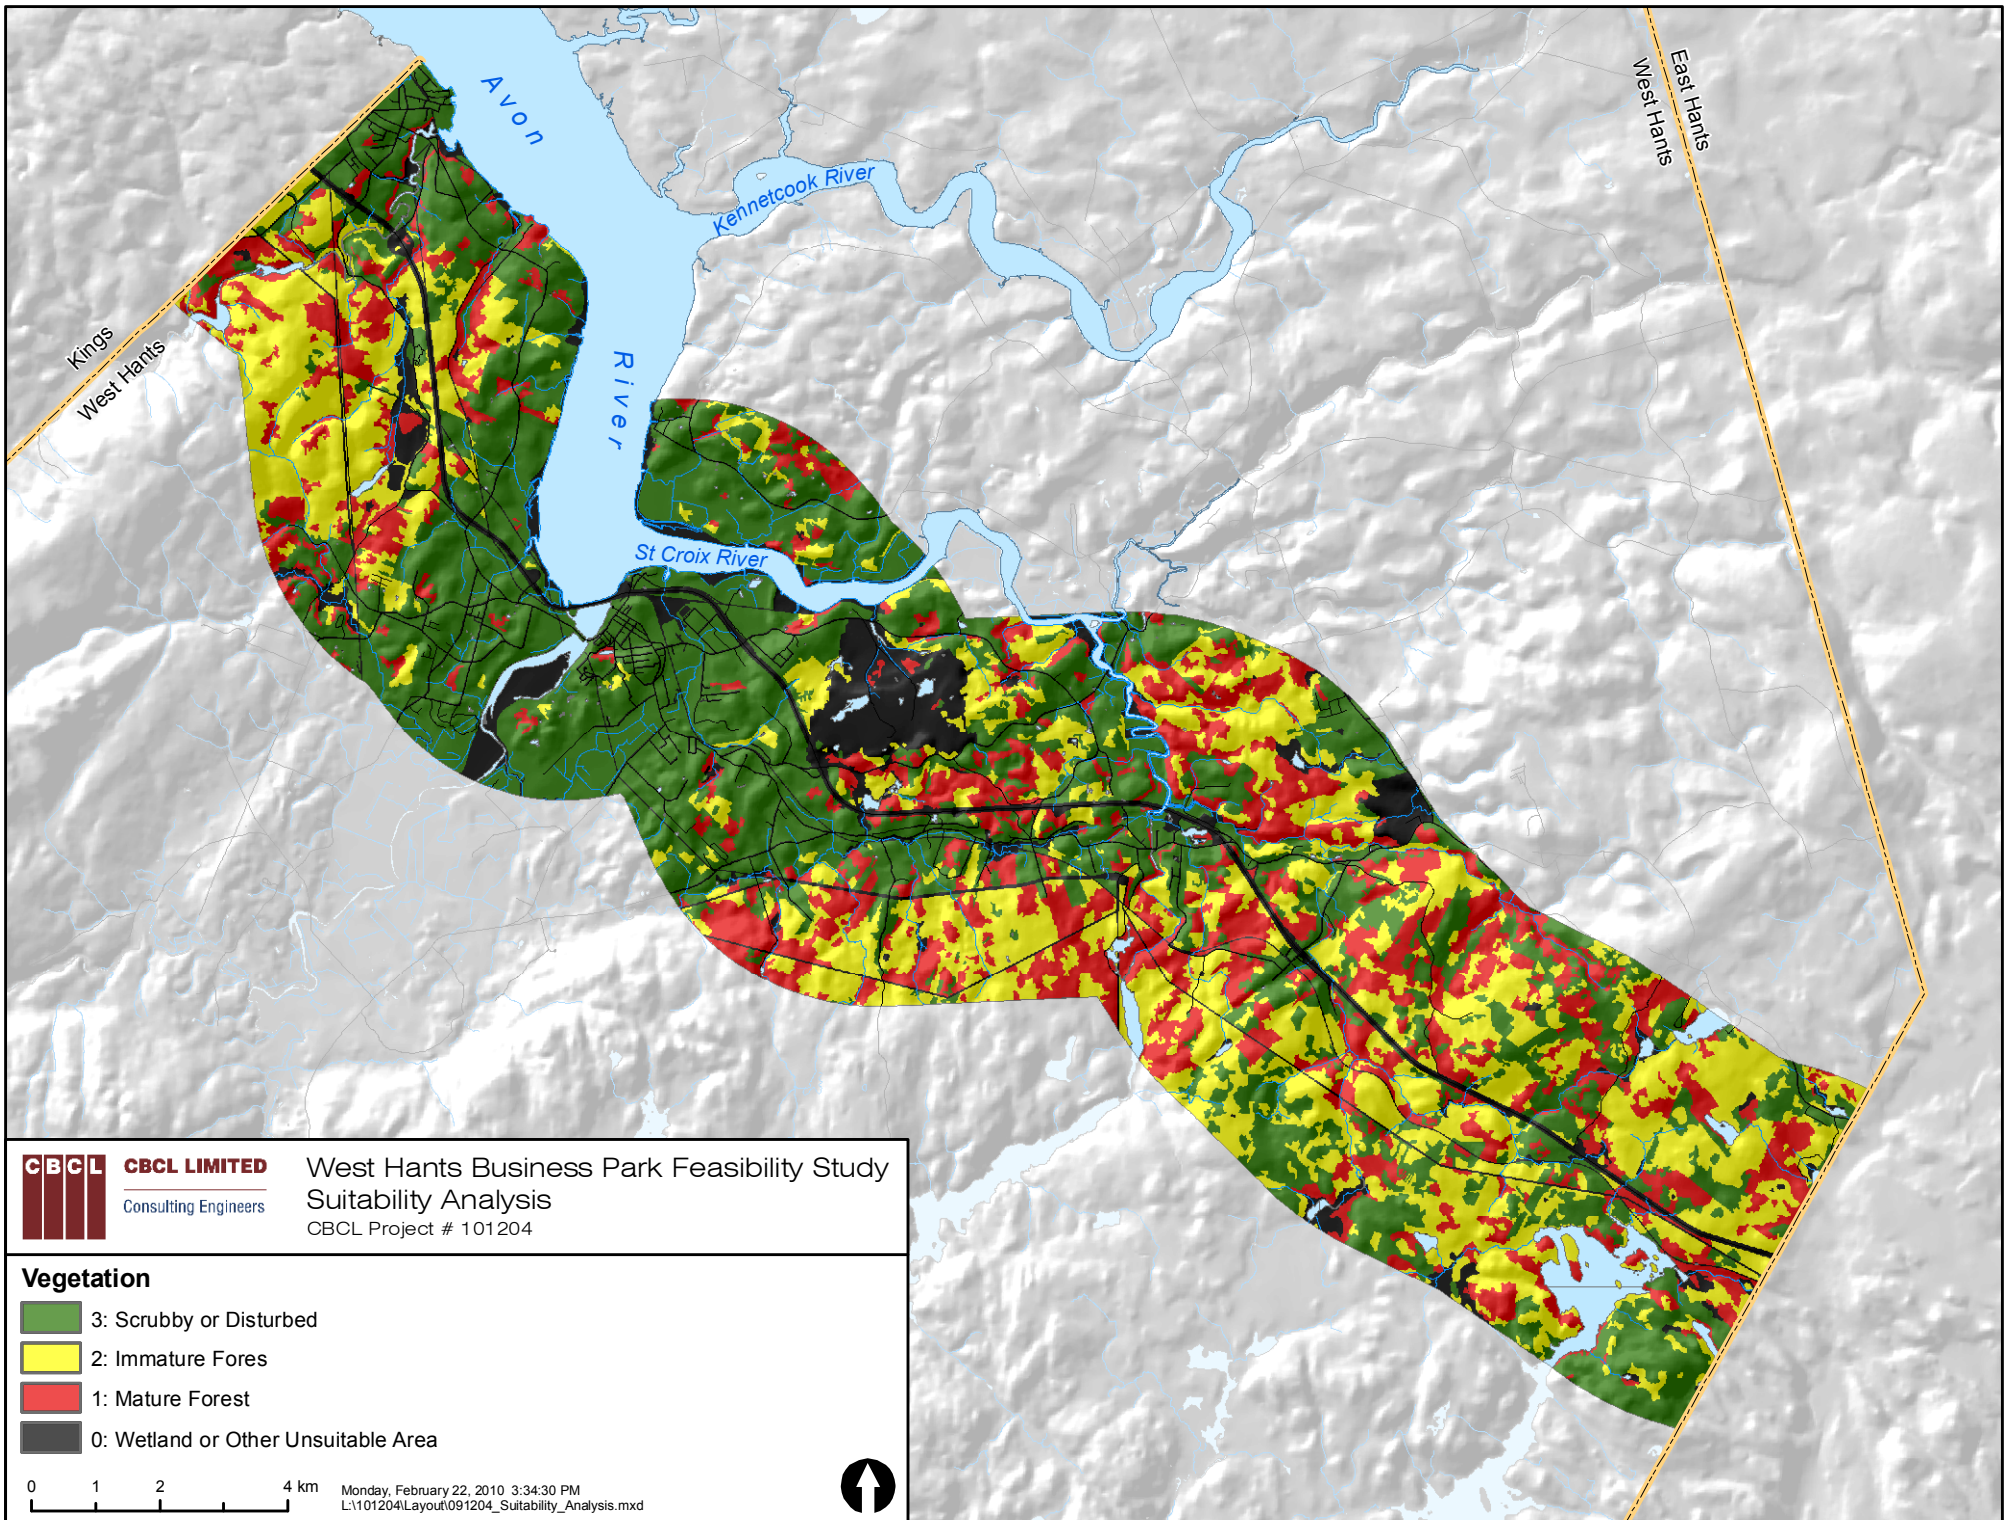 Avon
River
Kennetcook River
St Croix River
East Hants
West Hants
Kings
West Hants
CBCL
CBCL LIMITED
Consulting Engineers
West Hants Business Park Feasibility Study
Suitability Analysis
CBCL Project # 101204
Vegetation
3: Scrubby or Disturbed
2: Immature Fores
1: Mature Forest
0: Wetland or Other Unsuitable Area
0 1 2 4 km
Monday, February 22, 2010 3:34:30 PM
L:\101204\Layout\091204_Suitability_Analysis.mxd